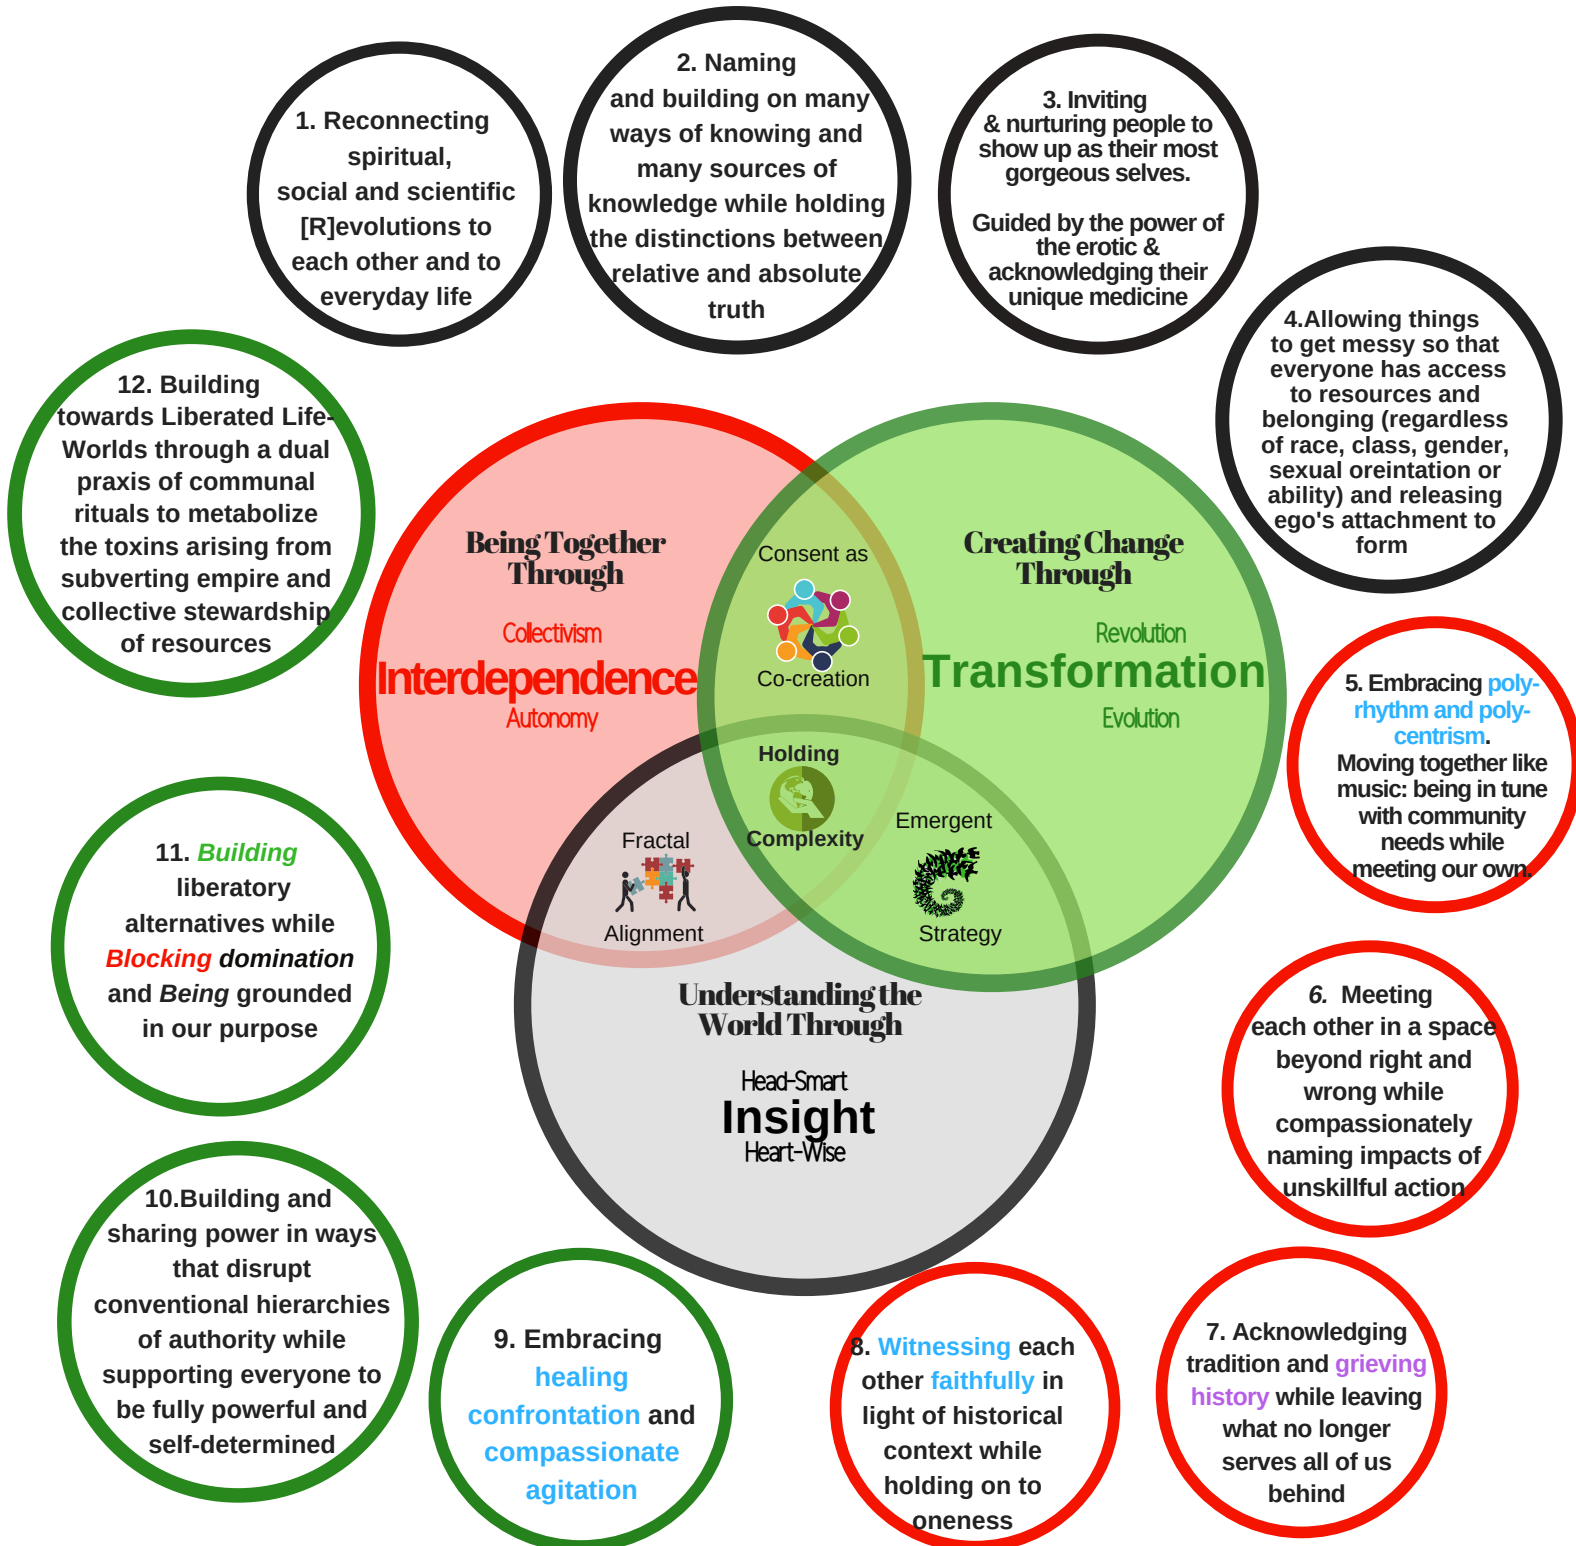 1. Reconnecting
spiritual,
social and scientific
[R]evolutions to
each other and to
everyday life
2. Naming
and building on many
ways of knowing and
many sources of
knowledge while holding
the distinctions between
relative and absolute
truth
3. Inviting
& nurturing people to
show up as their most
gorgeous selves.
Guided by the power of
the erotic &
acknowledging their
unique medicine
4.Allowing things
to get messy so that
everyone has access
to resources and
belonging (regardless
of race, class, gender,
sexual oreintation or
ability) and releasing
ego's attachment to
form
5. Embracing poly-
rhythm and poly-
centrism.
Moving together like
music: being in tune
with community
needs while
meeting our own.
6. Meeting
each other in a space
beyond right and
wrong while
compassionately
naming impacts of
unskillful action
7. Acknowledging
tradition and grieving
history while leaving
what no longer
serves all of us
behind
8. Witnessing each
other faithfully in
light of historical
context while
holding on to
oneness
9. Embracing
healing
confrontation and
compassionate
agitation
10.Building and
sharing power in ways
that disrupt
conventional hierarchies
of authority while
supporting everyone to
be fully powerful and
self-determined
11. Building
liberatory
alternatives while
Blocking domination
and Being grounded
in our purpose
12. Building
towards Liberated Life-
Worlds through a dual
praxis of communal
rituals to metabolize
the toxins arising from
subverting empire and
collective stewardship
of resources
Being Together
Through
Collectivism
Interdependence
Autonomy
Consent as
Co-creation
Creating Change
Through
Revolution
Transformation
Evolution
Holding
Complexity
Fractal
Alignment
Emergent
Strategy
Understanding the
World Through
Head-Smart
Insight
Heart-Wise